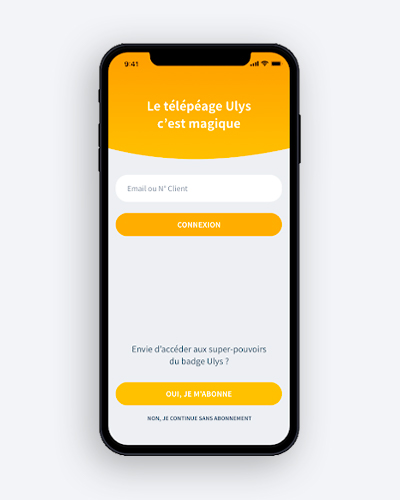 9:41
Le télépéage Ulys
c'est magique
Email ou N° Client
CONNEXION
Envie d'accéder aux super-pouvoirs
du badge Ulys ?
OUI, JE M'ABONNE
NON, JE CONTINUE SANS ABONNEMENT